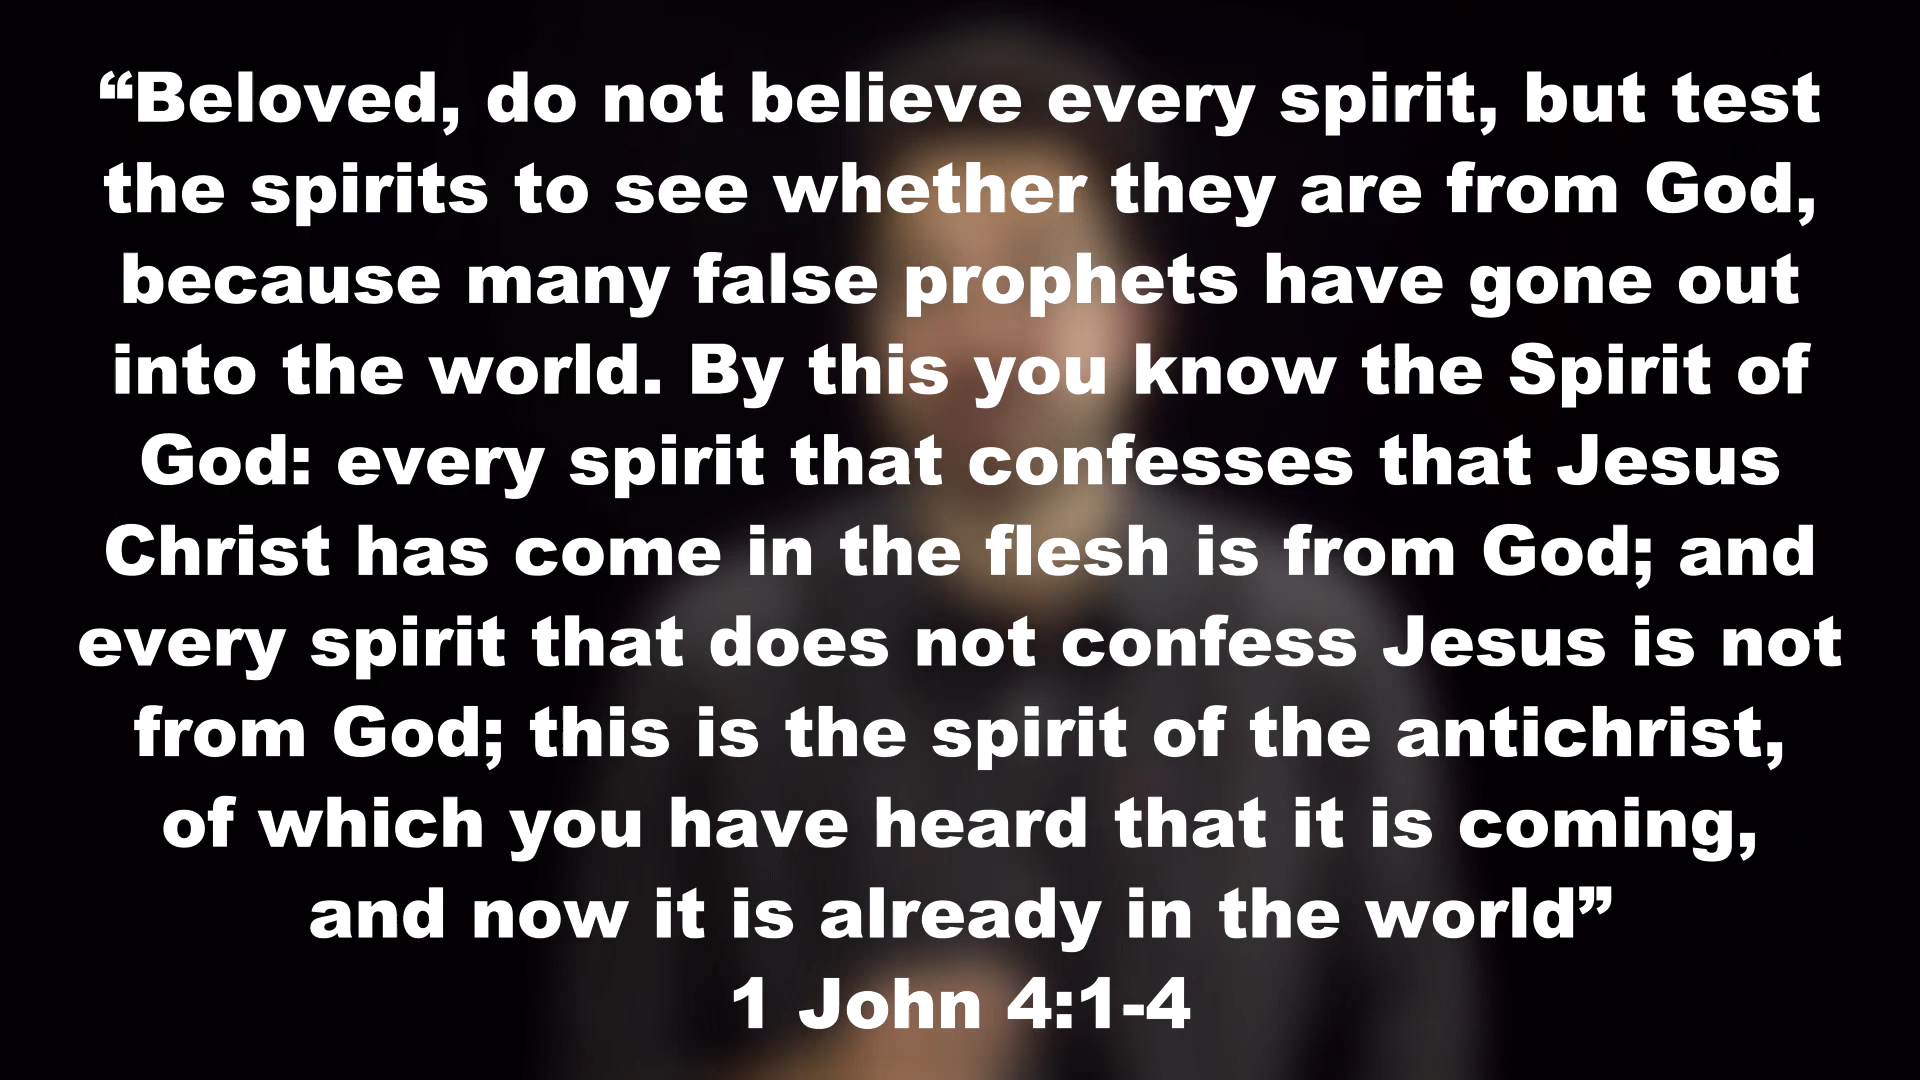 “Beloved, do not believe every spirit, but test
the spirits to see whether they are from God,
because many false prophets have gone out
into the world. By this you know the Spirit of
God: every spirit that confesses that Jesus
Christ has come in the flesh is from God; and
every spirit that does not confess Jesus is not
from God; this is the spirit of the antichrist,
of which you have heard that it is coming,
and now it is already in the world”
1 John 4:1-4